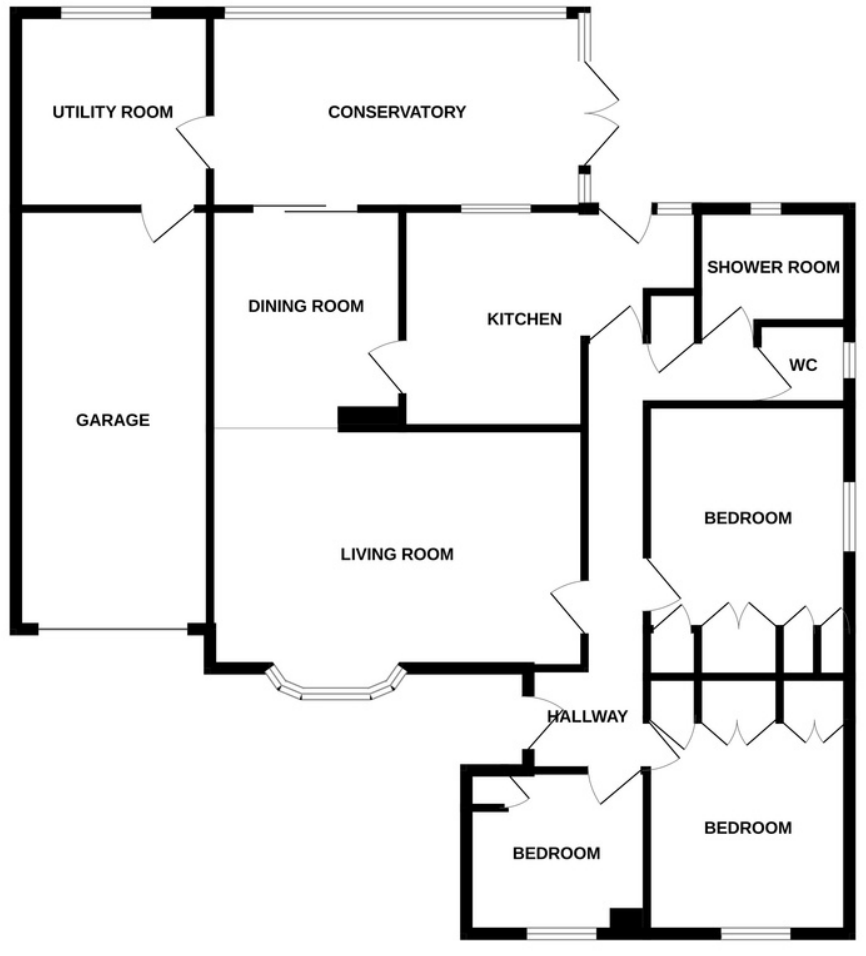 UTILITY ROOM
CONSERVATORY
SHOWER ROOM
DINING ROOM
KITCHEN
WC
GARAGE
BEDROOM
LIVING ROOM
HALLWAY
BEDROOM
BEDROOM